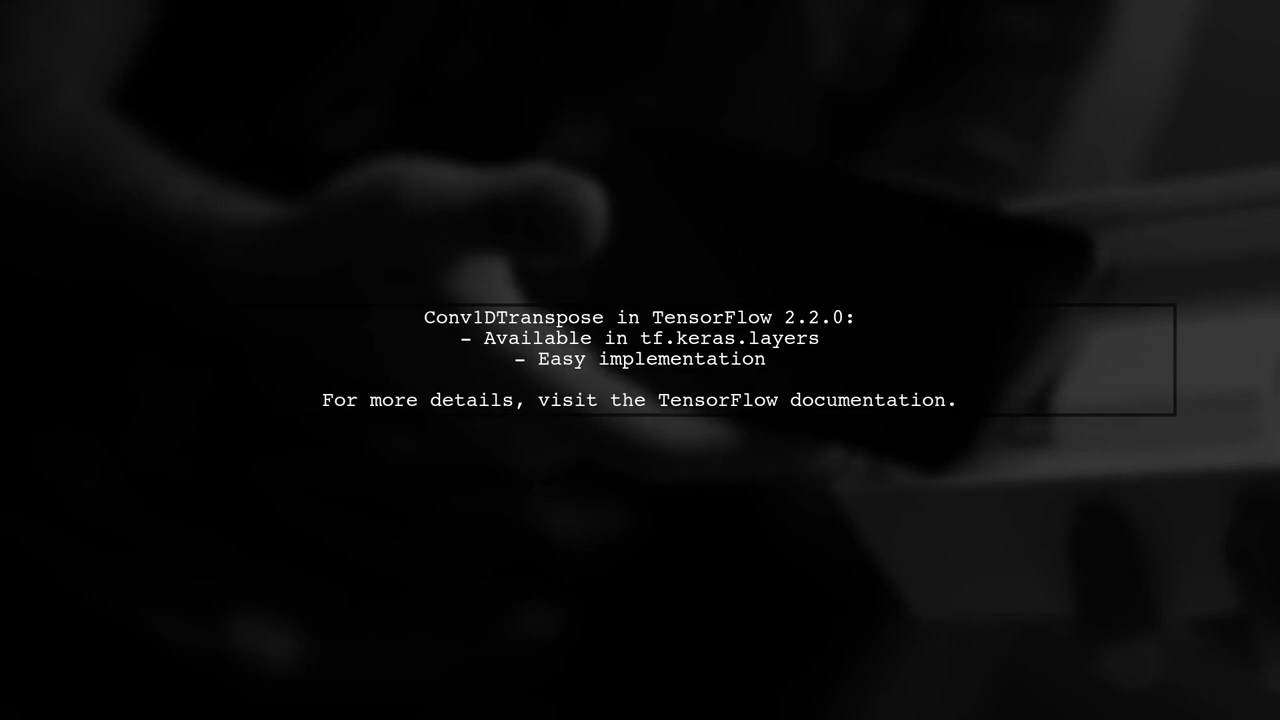 Conv1DTranspose in TensorFlow 2.2.0:
- Available in tf.keras.layers
- Easy implementation
For more details, visit the TensorFlow documentation.